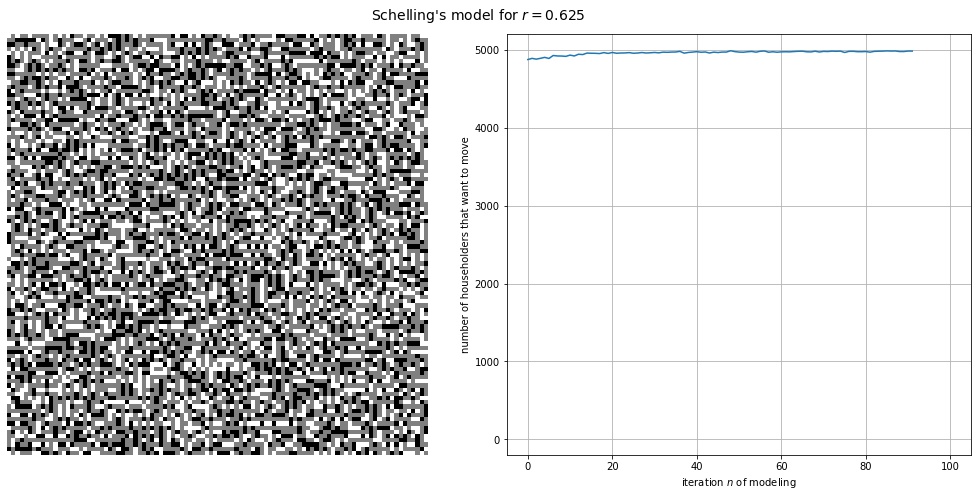 Schelling's model for r = 0.625
number of householders that want to move
5000
4000
3000
2000
1000
0
0 20 40 60 80 100
iteration n of modeling